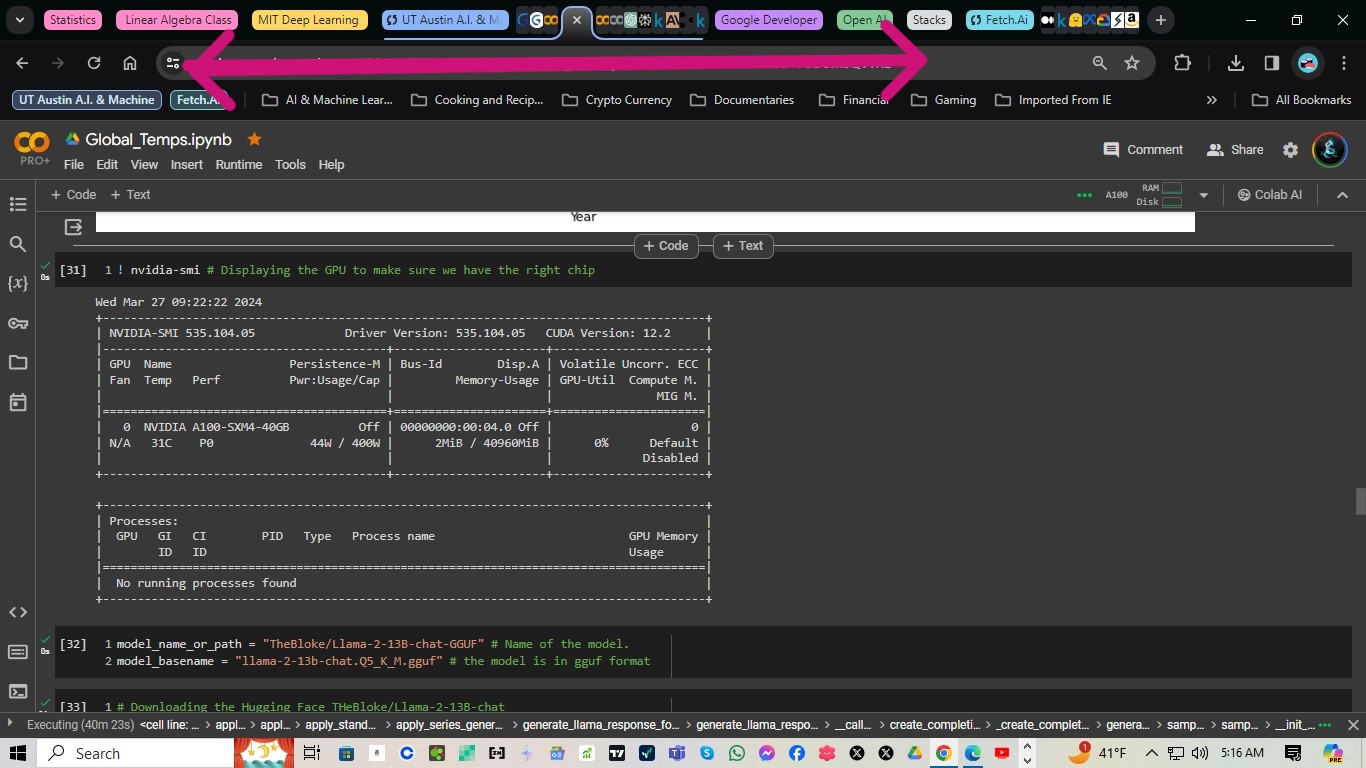 Statistics Linear Algebra Class MIT Deep Learning UT Austin A.I. & M Google Developer Open AI Stacks Fetch.Ai
UT Austin A.I. & Machine Fetch.A AI & Machine Lear... Cooking and Recip... Crypto Currency Documentaries Financial Gaming Imported From IE » All Bookmarks
Global_Temps.ipynb
PRO+ File Edit View Insert Runtime Tools Help Comment Share
+ Code + Text A100 RAM Disk Colab AI
Year
+ Code + Text
[31] 1 ! nvidia-smi # Displaying the GPU to make sure we have the right chip
0s
Wed Mar 27 09:22:22 2024
NVIDIA-SMI 535.104.05 Driver Version: 535.104.05 CUDA Version: 12.2
GPU Name Persistence-M | Bus-Id Disp.A | Volatile Uncorr. ECC
Fan Temp Perf Pwr:Usage/Cap | Memory-Usage | GPU-Util Compute M.
MIG M.
0 NVIDIA A100-SXM4-40GB Off | 00000000:00:04.0 Off | 0
N/A 31C P0 44W / 400W | 2MiB / 40960MiB | 0% Default
Disabled
Processes:
GPU GI CI PID Type Process name GPU Memory
ID ID Usage
No running processes found
[32] 1 model_name_or_path = "TheBloke/Llama-2-13B-chat-GGUF" # Name of the model.
0s 2 model_basename = "llama-2-13b-chat.Q5_K_M.gguf" # the model is in gguf format
[33] 1 # Downloading the Hugging Face THeBloke/Llama-2-13B-chat
Executing (40m 23s) <cell line: ... > appl... > appl... > apply_stand... > apply_series_gener... > generate_llama_response_fo... > generate_llama_respo... > __call... > create_completi... > _create_complet... > genera... > samp... > samp... > __init_...
Search 41°F 5:16 AM